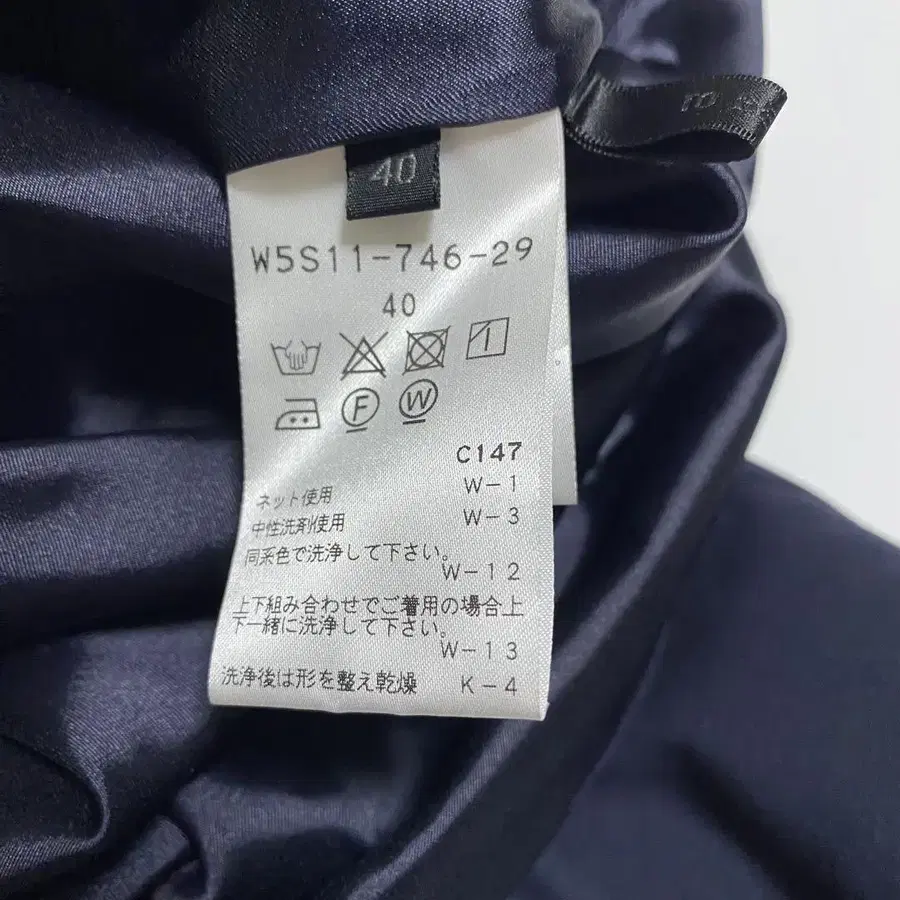 40
W5S11-746-29
40
F
W
C147
ネット使用 W-1
中性洗剤使用 W-3
同系色で洗浄して下さい。
W-12
上下組み合わせでご着用の場合上
下一緒に洗浄して下さい。
W-13
洗浄後は形を整え乾燥 K-4